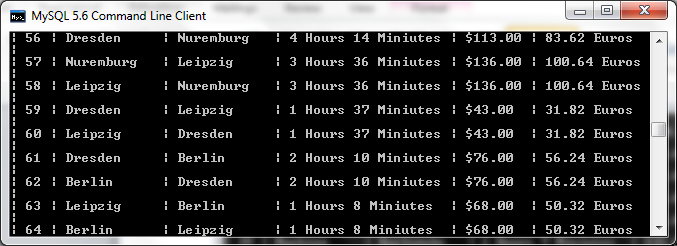 MySQL 5.6 Command Line Client
| 56 | Dresden | Nuremburg | 4 Hours 14 Miniutes | $113.00 | 83.62 Euros
| 57 | Nuremburg | Leipzig | 3 Hours 36 Miniutes | $136.00 | 100.64 Euros
| 58 | Leipzig | Nuremburg | 3 Hours 36 Miniutes | $136.00 | 100.64 Euros
| 59 | Dresden | Leipzig | 1 Hours 37 Miniutes | $43.00 | 31.82 Euros
| 60 | Leipzig | Dresden | 1 Hours 37 Miniutes | $43.00 | 31.82 Euros
| 61 | Dresden | Berlin | 2 Hours 10 Miniutes | $76.00 | 56.24 Euros
| 62 | Berlin | Dresden | 2 Hours 10 Miniutes | $76.00 | 56.24 Euros
| 63 | Leipzig | Berlin | 1 Hours 8 Miniutes | $68.00 | 50.32 Euros
| 64 | Berlin | Leipzig | 1 Hours 8 Miniutes | $68.00 | 50.32 Euros